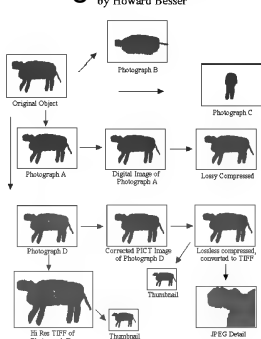 by Howard Besser
Photograph B
Original Object
Photograph C
Photograph A
Digital Image of
Photograph A
Lossy Compressed
Photograph D
Corrected PICT Image
of Photograph D
Lossless compressed,
converted to TIFF
Thumbnail
Hi Res TIFF of
Thumbnail
JPEG Detail